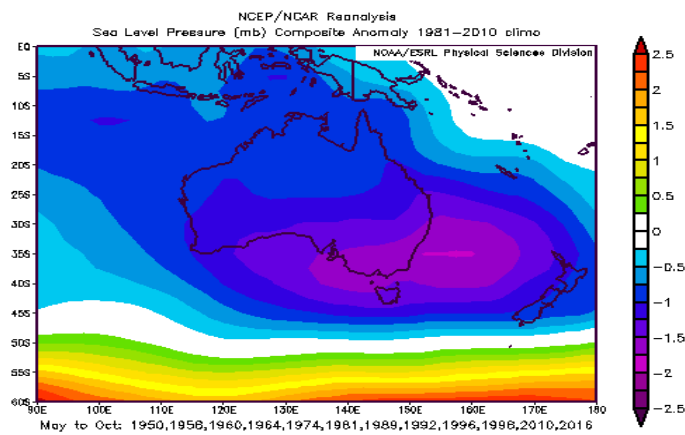 NCEP/NCAR Reanalysis
Sea Level Pressure (mb) Composite Anomaly 1981-2010 climo
NOAA/ESRL Physical Sciences Division
EQ
5S
10S
15S
20S
25S
30S
35S
40S
45S
50S
55S
60S
90E 100E 110E 120E 130E 140E 150E 160E 170E 180
2.5
2
1.5
1
0.5
0
-0.5
-1
-1.5
-2
-2.5
May to Oct: 1950,1956,1960,1964,1974,1981,1989,1992,1996,1998,2010,2016